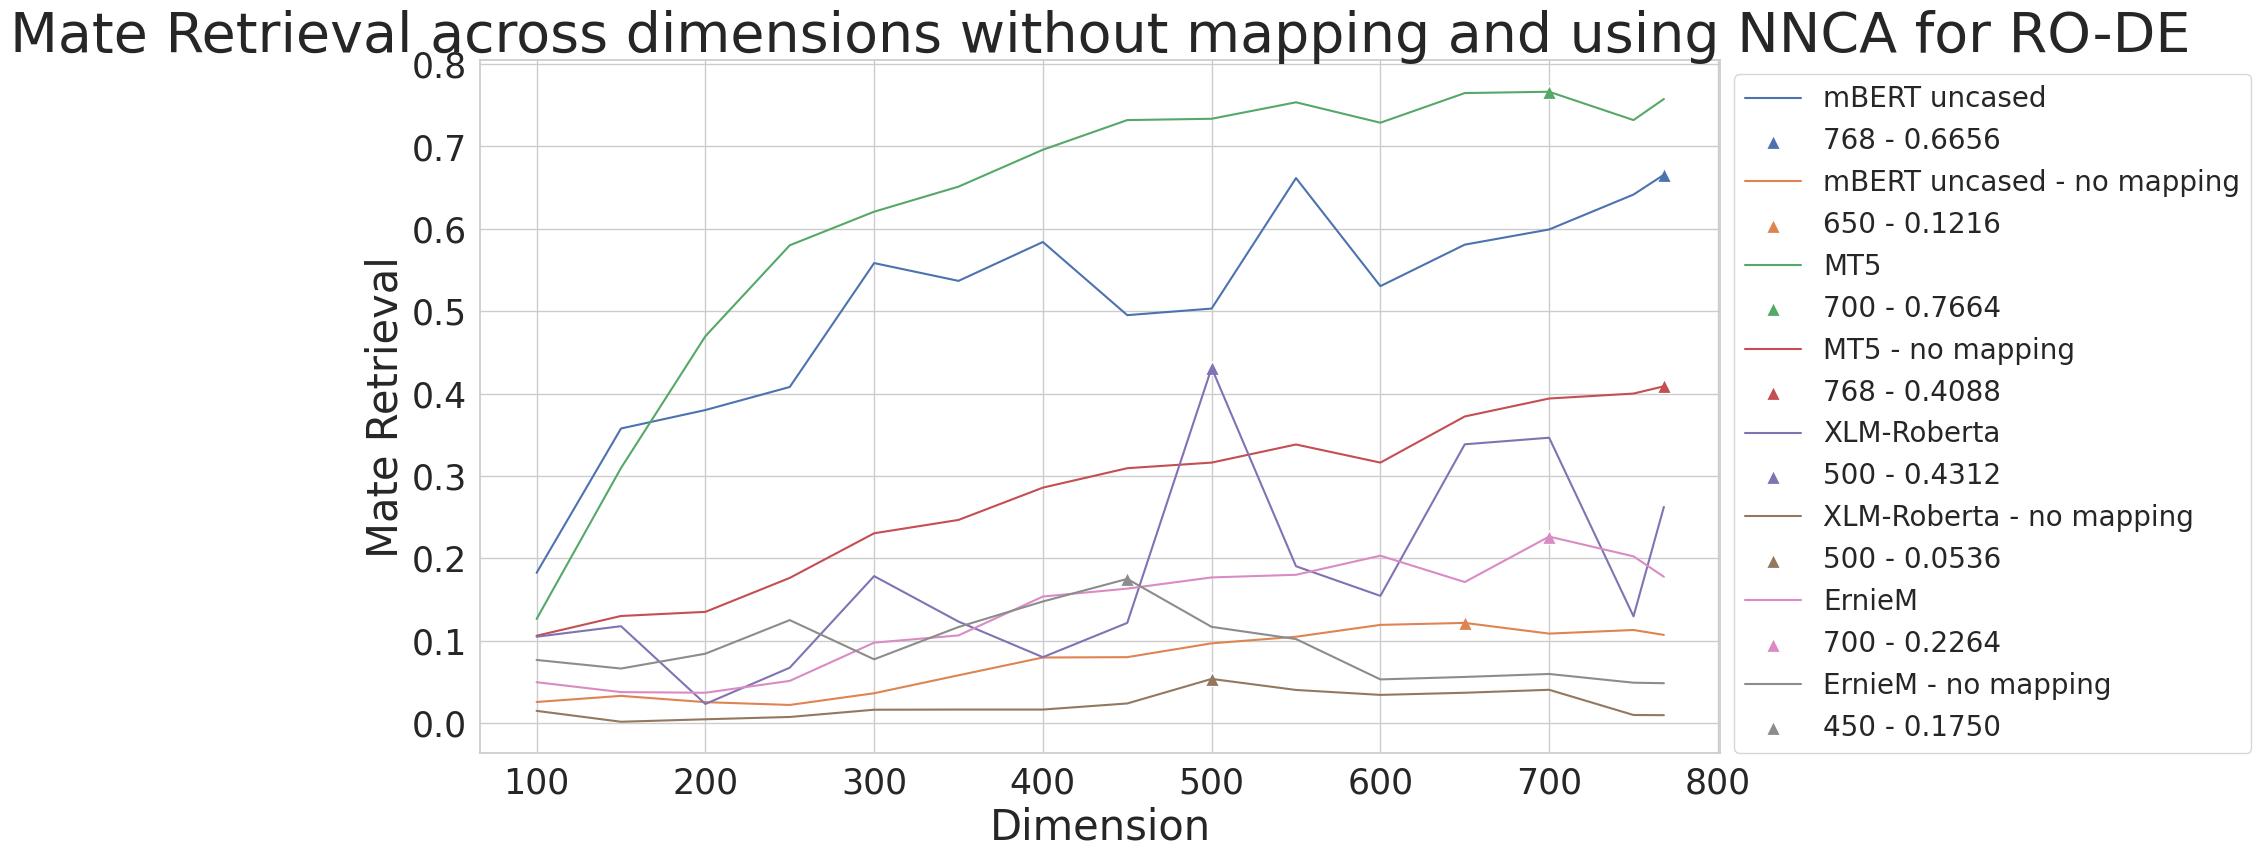 Mate Retrieval across dimensions without mapping and using NNCA for RO-DE
Mate Retrieval
0.8
0.7
0.6
0.5
0.4
0.3
0.2
0.1
0.0
100 200 300 400 500 600 700 800
Dimension
mBERT uncased
768 - 0.6656
mBERT uncased - no mapping
650 - 0.1216
MT5
700 - 0.7664
MT5 - no mapping
768 - 0.4088
XLM-Roberta
500 - 0.4312
XLM-Roberta - no mapping
500 - 0.0536
ErnieM
700 - 0.2264
ErnieM - no mapping
450 - 0.1750